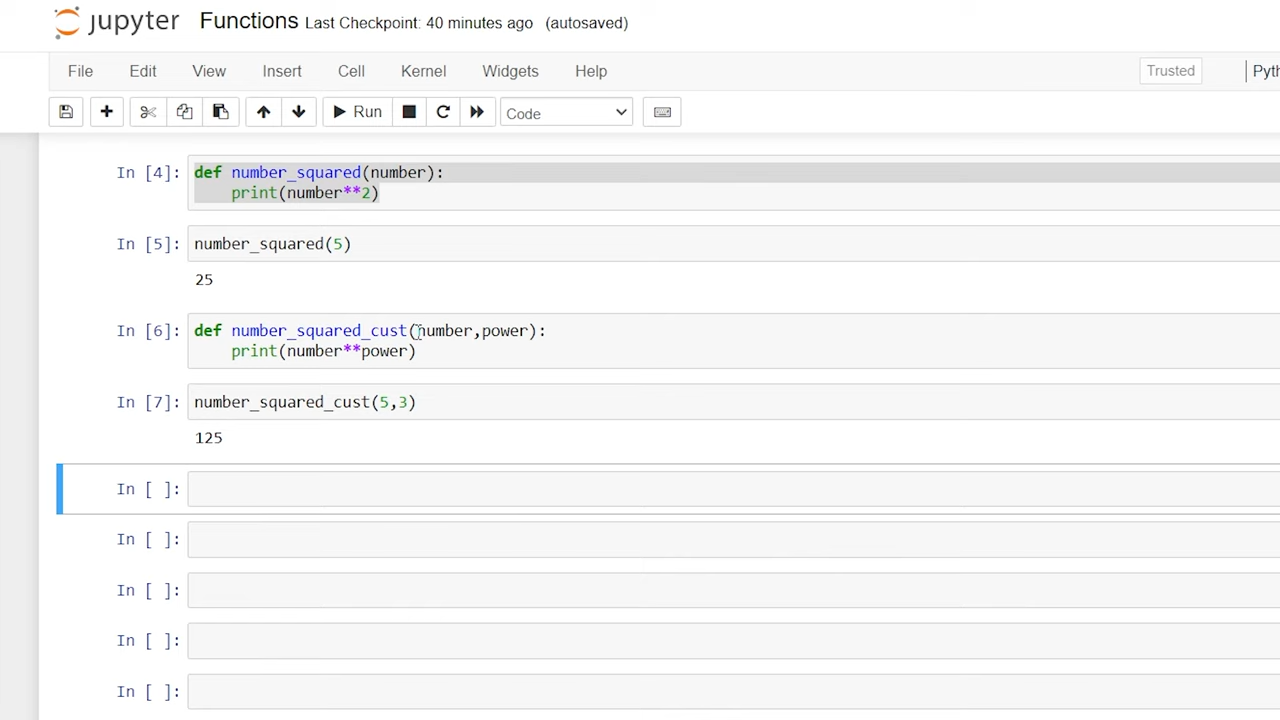 jupyter Functions Last Checkpoint: 40 minutes ago (autosaved)
File Edit View Insert Cell Kernel Widgets Help Trusted
Run Code
In [4]: def number_squared(number):
print(number**2)
In [5]: number_squared(5)
25
In [6]: def number_squared_cust(number,power):
print(number**power)
In [7]: number_squared_cust(5,3)
125
In [ ]:
In [ ]:
In [ ]:
In [ ]:
In [ ]: